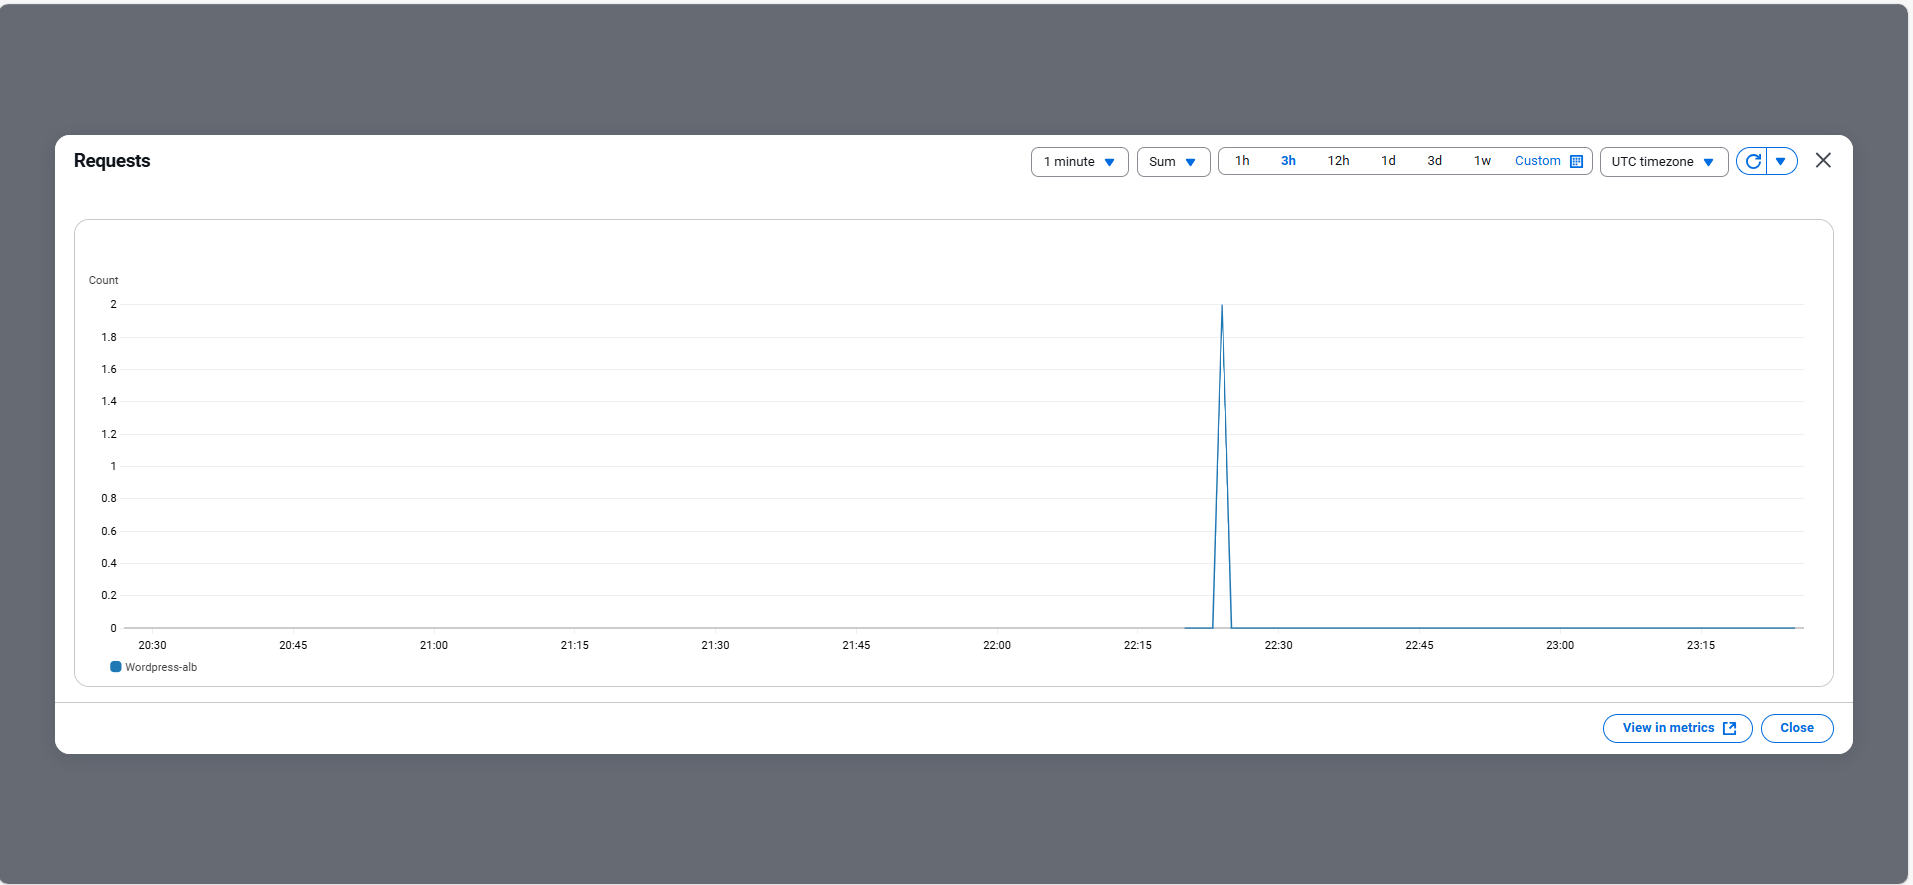 Requests
1 minute Sum 1h 3h 12h 1d 3d 1w Custom UTC timezone
Count
2
1.8
1.6
1.4
1.2
1
0.8
0.6
0.4
0.2
0
20:30 20:45 21:00 21:15 21:30 21:45 22:00 22:15 22:30 22:45 23:00 23:15
Wordpress-alb
View in metrics Close